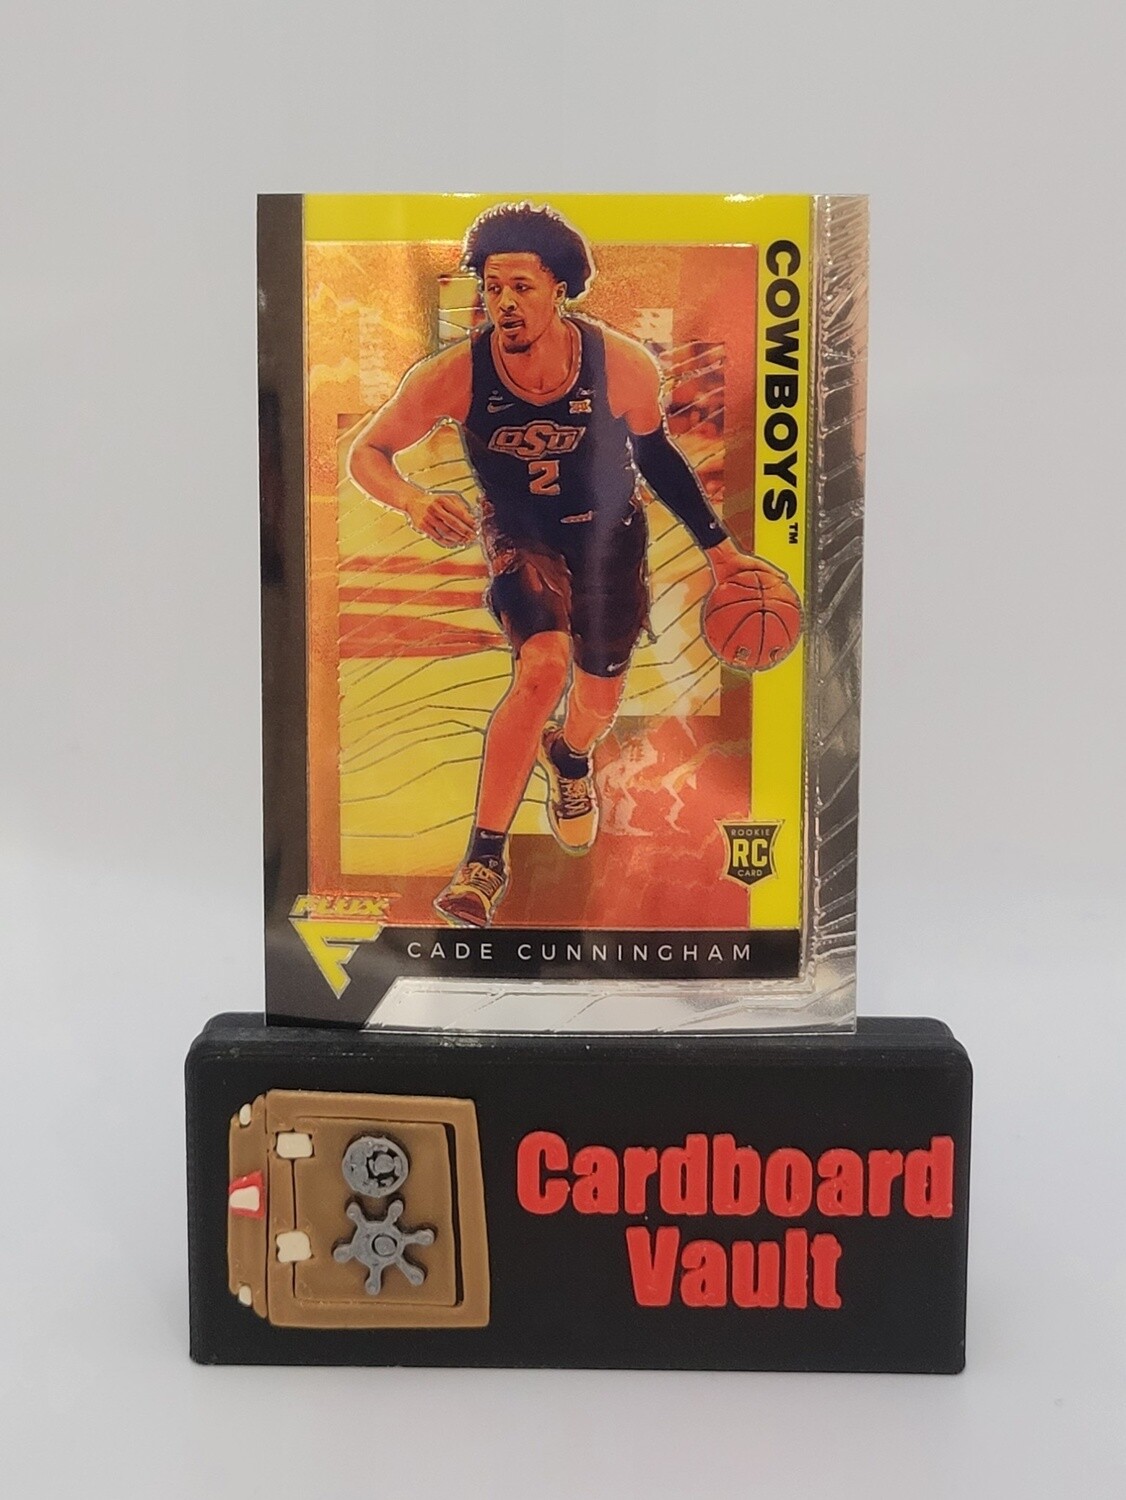 COWBOYS™
OSU
2
ROOKIE
RC
CARD
FLUX
CADE CUNNINGHAM
Cardboard
Vault